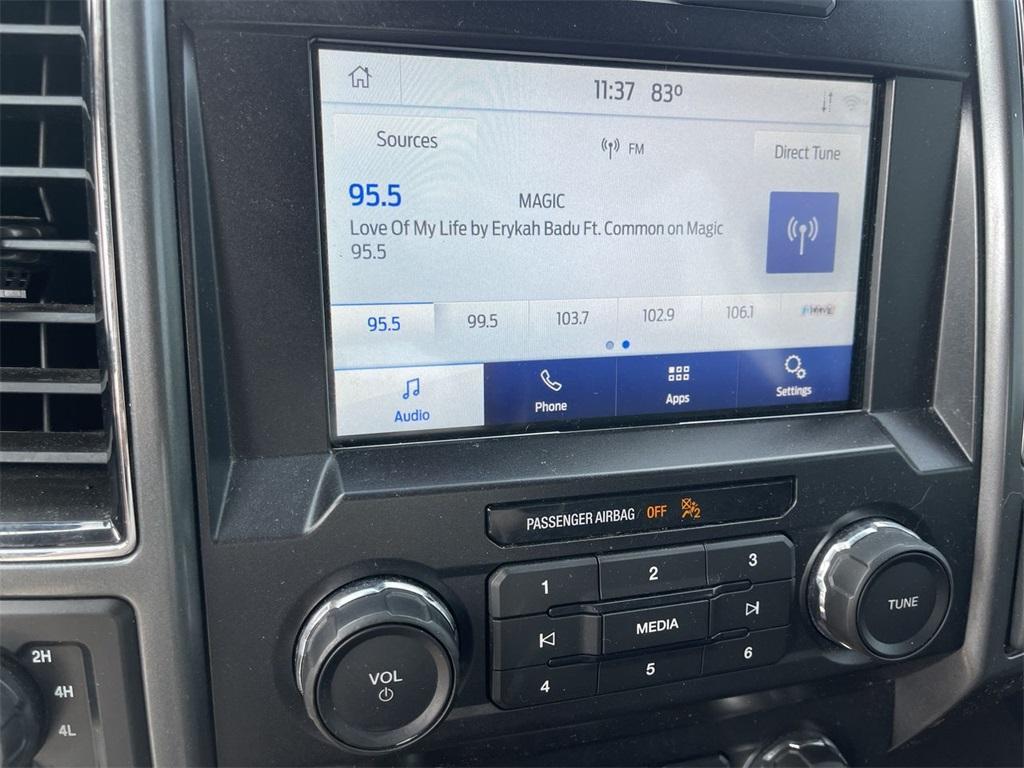 11:37 83°
Sources
FM
Direct Tune
95.5
MAGIC
Love Of My Life by Erykah Badu Ft. Common on Magic
95.5
95.5 99.5 103.7 102.9 106.1
Audio Phone Apps Settings
PASSENGER AIRBAG OFF 2
1 2 3
MEDIA
4 5 6
VOL
TUNE
2H
4H
4L